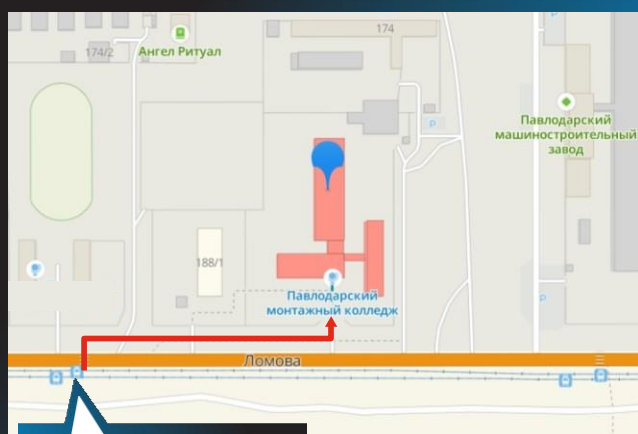 174
174/2
Ангел Ритуал
P
Павлодарский
машиностроительный
завод
188/1
P
Павлодарский
монтажный колледж
Ломова